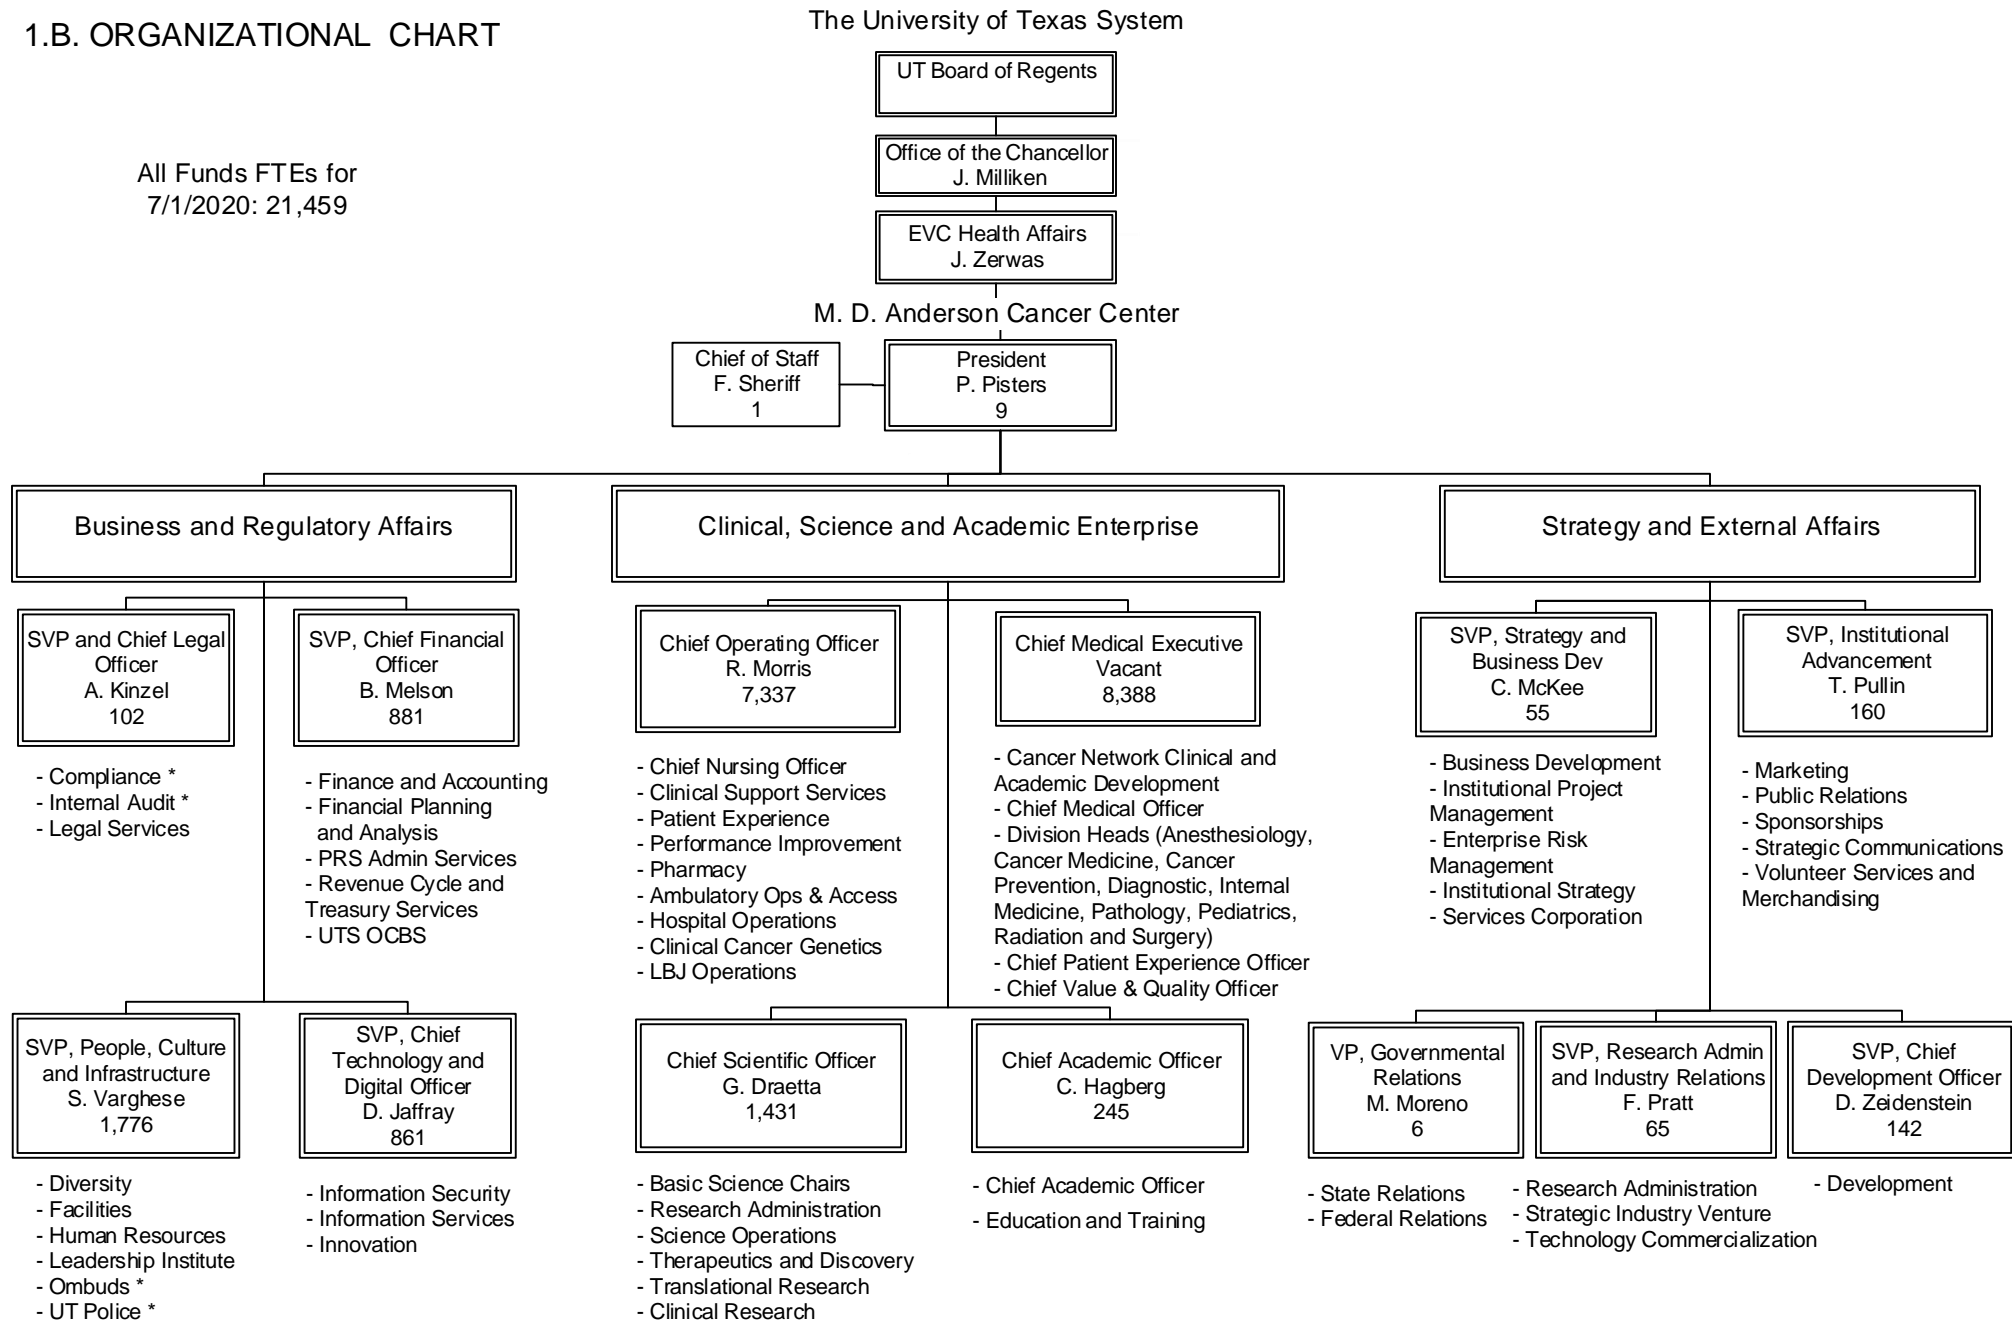 1.B. ORGANIZATIONAL CHART
The University of Texas System
All Funds FTEs for
7/1/2020: 21,459
UT Board of Regents
Office of the Chancellor
J. Milliken
EVC Health Affairs
J. Zerwas
M. D. Anderson Cancer Center
Chief of Staff
F. Sheriff
1
President
P. Pisters
9
Business and Regulatory Affairs
SVP and Chief Legal
Officer
A. Kinzel
102
- Compliance *
- Internal Audit *
- Legal Services
SVP, Chief Financial
Officer
B. Melson
881
- Finance and Accounting
- Financial Planning
and Analysis
- PRS Admin Services
- Revenue Cycle and
Treasury Services
- UTS OCBS
SVP, People, Culture
and Infrastructure
S. Varghese
1,776
- Diversity
- Facilities
- Human Resources
- Leadership Institute
- Ombuds *
- UT Police *
SVP, Chief
Technology and
Digital Officer
D. Jaffray
861
- Information Security
- Information Services
- Innovation
Clinical, Science and Academic Enterprise
Chief Operating Officer
R. Morris
7,337
- Chief Nursing Officer
- Clinical Support Services
- Patient Experience
- Performance Improvement
- Pharmacy
- Ambulatory Ops & Access
- Hospital Operations
- Clinical Cancer Genetics
- LBJ Operations
Chief Medical Executive
Vacant
8,388
- Cancer Network Clinical and
Academic Development
- Chief Medical Officer
- Division Heads (Anesthesiology,
Cancer Medicine, Cancer
Prevention, Diagnostic, Internal
Medicine, Pathology, Pediatrics,
Radiation and Surgery)
- Chief Patient Experience Officer
- Chief Value & Quality Officer
Chief Scientific Officer
G. Draetta
1,431
- Basic Science Chairs
- Research Administration
- Science Operations
- Therapeutics and Discovery
- Translational Research
- Clinical Research
Chief Academic Officer
C. Hagberg
245
- Chief Academic Officer
- Education and Training
Strategy and External Affairs
SVP, Strategy and
Business Dev
C. McKee
55
- Business Development
- Institutional Project
Management
- Enterprise Risk
Management
- Institutional Strategy
- Services Corporation
SVP, Institutional
Advancement
T. Pullin
160
- Marketing
- Public Relations
- Sponsorships
- Strategic Communications
- Volunteer Services and
Merchandising
VP, Governmental
Relations
M. Moreno
6
- State Relations
- Federal Relations
SVP, Research Admin
and Industry Relations
F. Pratt
65
- Research Administration
- Strategic Industry Venture
- Technology Commercialization
SVP, Chief
Development Officer
D. Zeidenstein
142
- Development